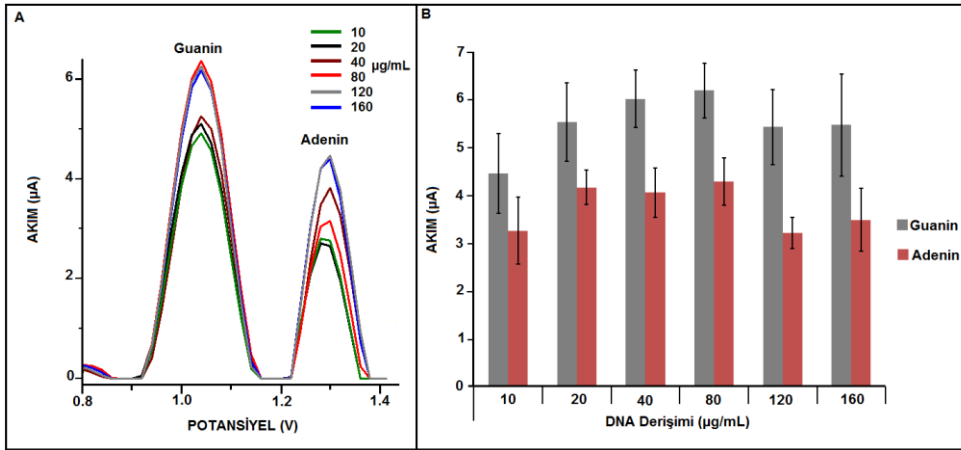 A
Guanin
10
20
40 µg/mL
80
120
160
Adenin
AKIM (µA)
6
4
2
0
0.8 1.0 1.2 1.4
POTANSİYEL (V)
B
AKIM (µA)
7
6
5
4
3
2
1
0
10 20 40 80 120 160
DNA Derişimi (µg/mL)
Guanin
Adenin